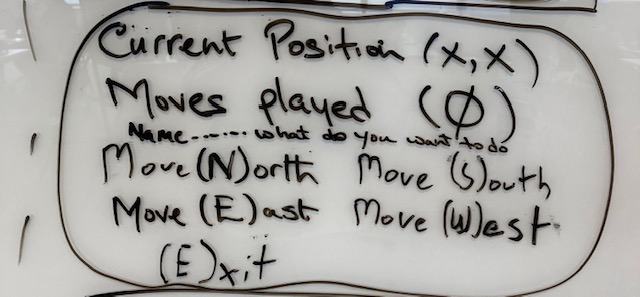 Current Position (x,x)
Moves played (Ø)
Name...... what do you want to do
Move (N)orth Move (S)outh
Move (E)ast Move (W)est
(E)xit